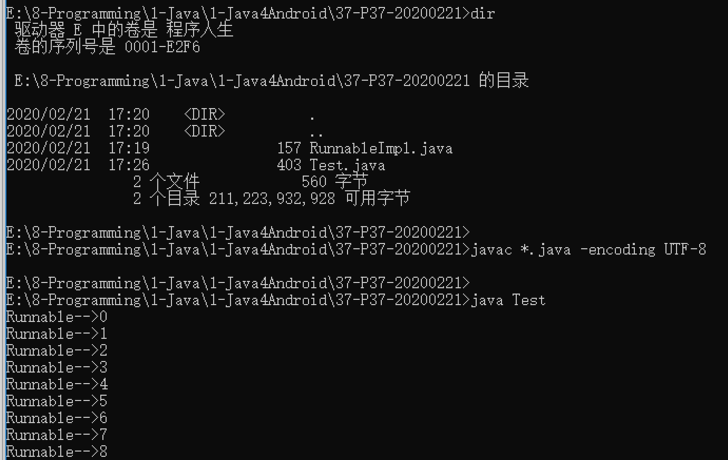 E:\8-Programming\1-Java\1-Java4Android\37-P37-20200221>dir
驱动器 E 中的卷是 程序人生
卷的序列号是 0001-E2F6
E:\8-Programming\1-Java\1-Java4Android\37-P37-20200221 的目录
2020/02/21  17:20    <DIR>          .
2020/02/21  17:20    <DIR>          ..
2020/02/21  17:19               157 RunnableImpl.java
2020/02/21  17:26               403 Test.java
2 个文件            560 字节
2 个目录 211,223,932,928 可用字节
E:\8-Programming\1-Java\1-Java4Android\37-P37-20200221>
E:\8-Programming\1-Java\1-Java4Android\37-P37-20200221>javac *.java -encoding UTF-8
E:\8-Programming\1-Java\1-Java4Android\37-P37-20200221>
E:\8-Programming\1-Java\1-Java4Android\37-P37-20200221>java Test
Runnable-->0
Runnable-->1
Runnable-->2
Runnable-->3
Runnable-->4
Runnable-->5
Runnable-->6
Runnable-->7
Runnable-->8